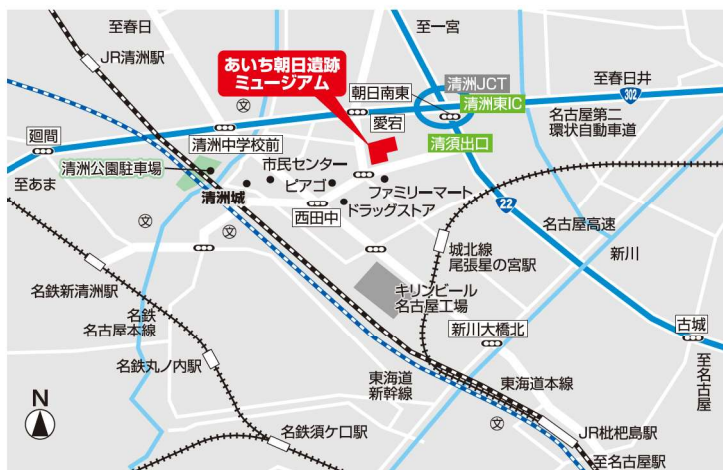 至春日
至一宮
JR清洲駅
あいち朝日遺跡
ミュージアム
清洲JCT
朝日南東
清洲東IC
至春日井
302
文
愛宕
名古屋第二
環状自動車道
廻間
清洲中学校前
清須出口
清洲公園駐車場
市民センター
至あま
ピアゴ
ファミリーマート
清洲城
ドラッグストア
西田中
22
名古屋高速
文
文
城北線
尾張星の宮駅
新川
名鉄新清洲駅
キリンビール
名古屋工場
名鉄
名古屋本線
新川大橋北
古城
名鉄丸ノ内駅
東海道
新幹線
東海道本線
至名古屋
N
文
名鉄須ケ口駅
JR枇杷島駅
至名古屋駅